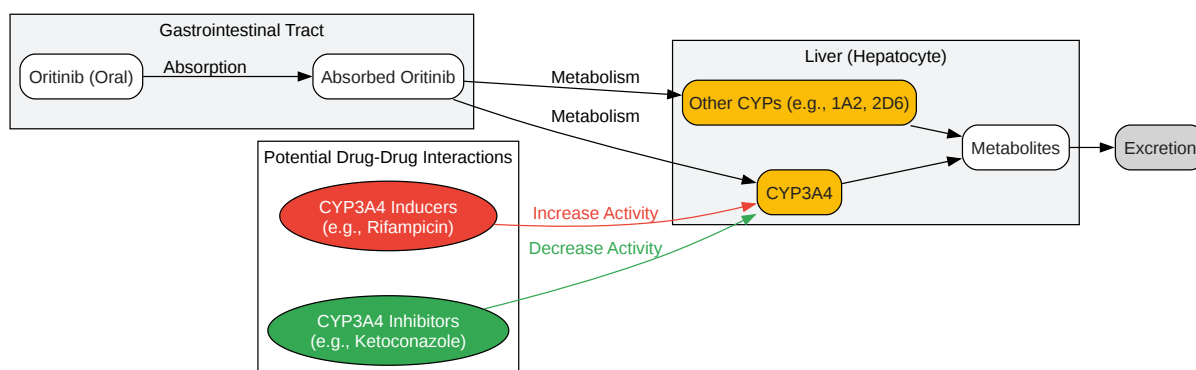 Gastrointestinal Tract
Oritinib (Oral)
Absorption
Absorbed Oritinib
Metabolism
Metabolism
Liver (Hepatocyte)
Other CYPs (e.g., 1A2, 2D6)
CYP3A4
Metabolites
Excretion
Potential Drug-Drug Interactions
CYP3A4 Inducers
(e.g., Rifampicin)
Increase Activity
Decrease Activity
CYP3A4 Inhibitors
(e.g., Ketoconazole)